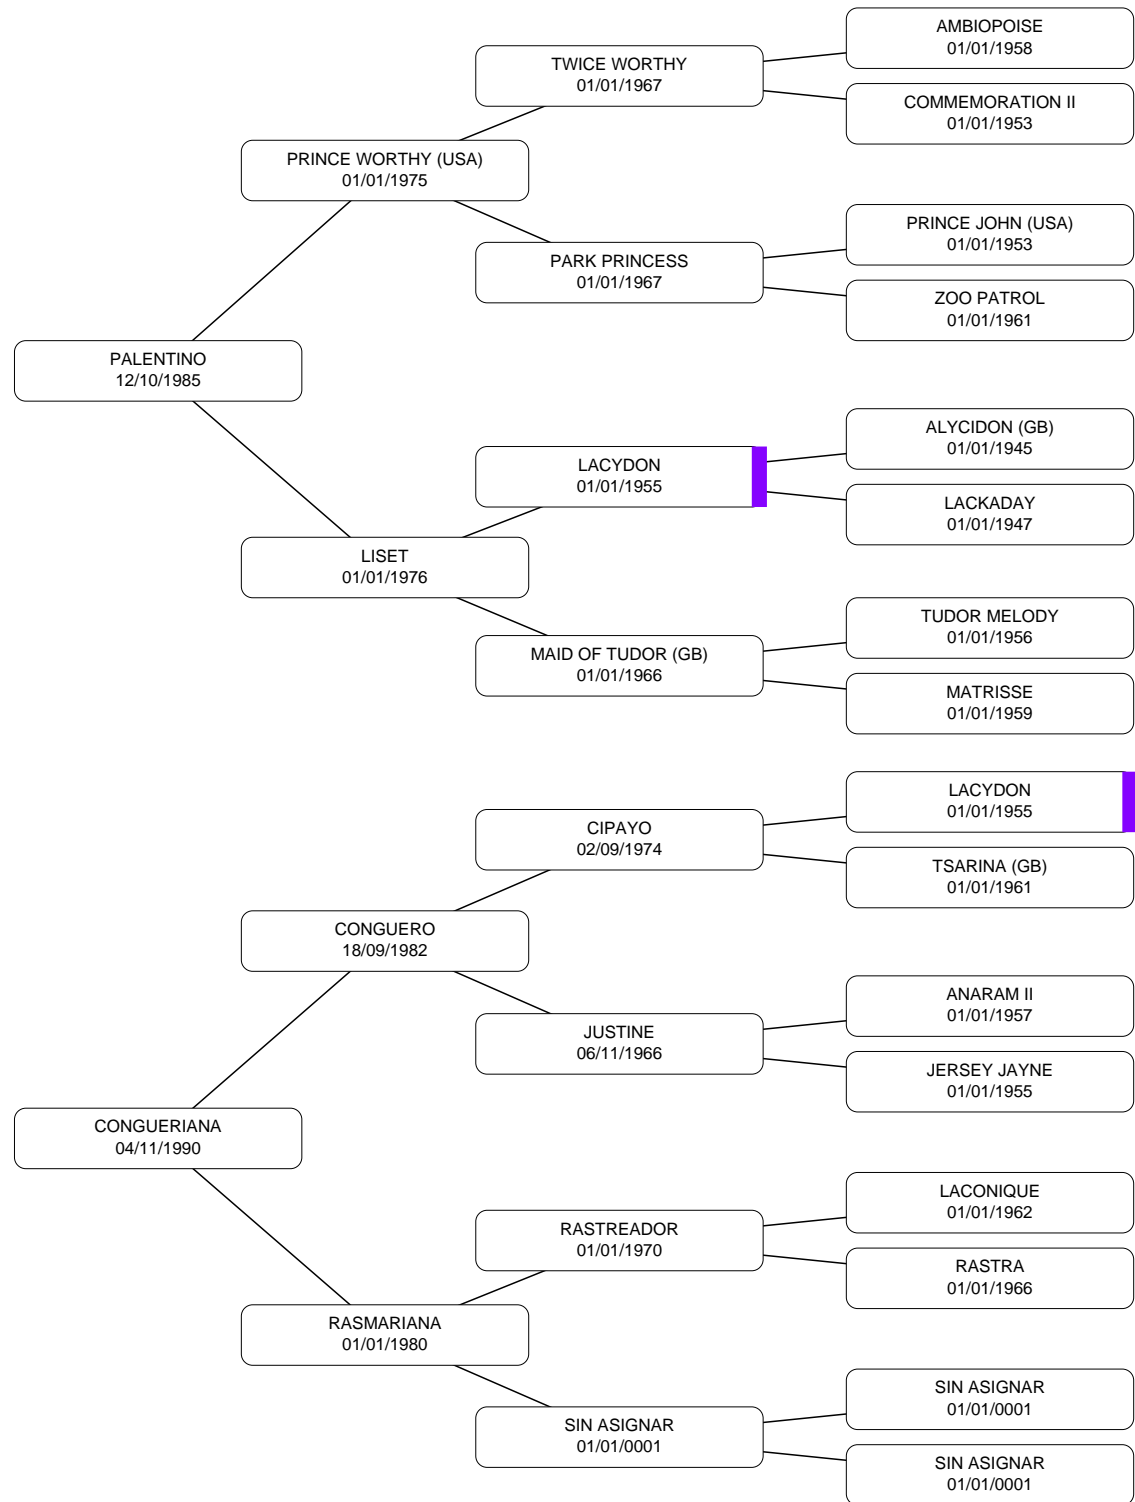 AMBIOPOISE
01/01/1958
TWICE WORTHY
01/01/1967
COMMEMORATION II
01/01/1953
PRINCE WORTHY (USA)
01/01/1975
PRINCE JOHN (USA)
01/01/1953
PARK PRINCESS
01/01/1967
ZOO PATROL
01/01/1961
PALENTINO
12/10/1985
ALYCIDON (GB)
01/01/1945
LACYDON
01/01/1955
LACKADAY
01/01/1947
LISET
01/01/1976
TUDOR MELODY
01/01/1956
MAID OF TUDOR (GB)
01/01/1966
MATRISSE
01/01/1959
LACYDON
01/01/1955
CIPAYO
02/09/1974
TSARINA (GB)
01/01/1961
CONGUERO
18/09/1982
ANARAM II
01/01/1957
JUSTINE
06/11/1966
JERSEY JAYNE
01/01/1955
CONGUERIANA
04/11/1990
LACONIQUE
01/01/1962
RASTREADOR
01/01/1970
RASTRA
01/01/1966
RASMARIANA
01/01/1980
SIN ASIGNAR
01/01/0001
SIN ASIGNAR
01/01/0001
SIN ASIGNAR
01/01/0001